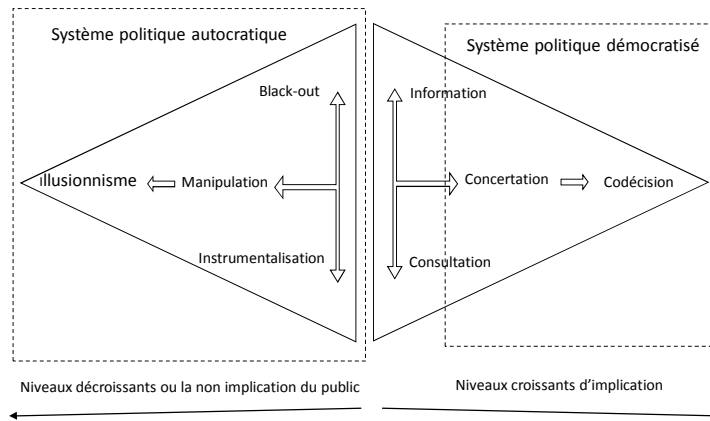 Système politique autocratique
Système politique démocratisé
Black-out
Information
illusionnisme
Manipulation
Concertation
Codécision
Instrumentalisation
Consultation
Niveaux décroissants ou la non implication du public
Niveaux croissants d’implication